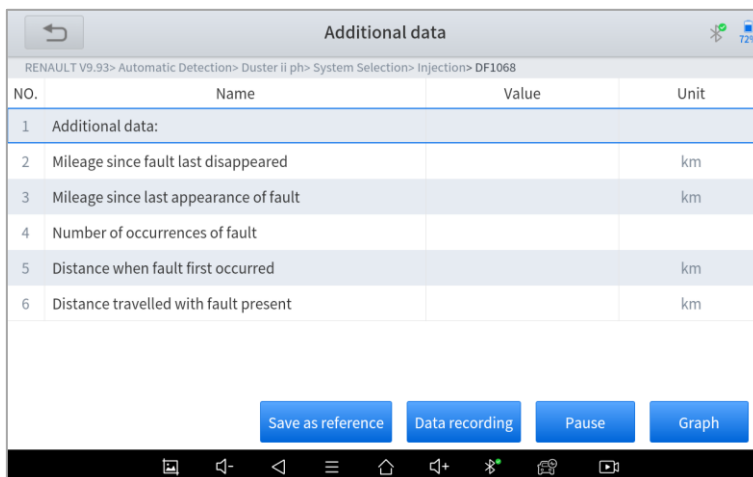 Additional data
72%
RENAULT V9.93> Automatic Detection> Duster ii ph> System Selection> Injection> DF1068
NO. Name Value Unit
1 Additional data:
2 Mileage since fault last disappeared km
3 Mileage since last appearance of fault km
4 Number of occurrences of fault
5 Distance when fault first occurred km
6 Distance travelled with fault present km
Save as reference Data recording Pause Graph